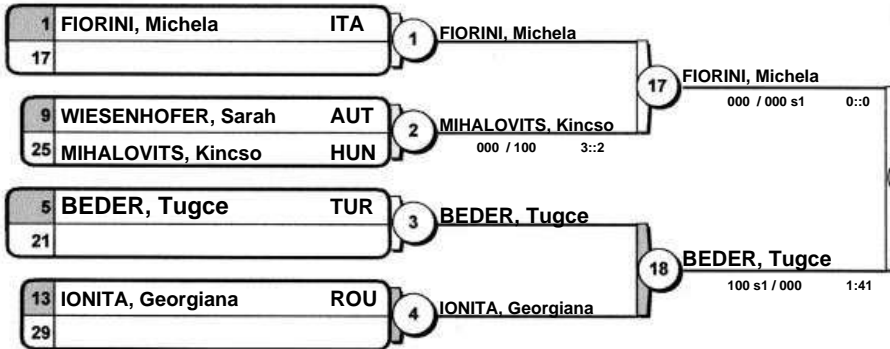 1 FIORINI, Michela ITA
17
1
FIORINI, Michela
9 WIESENHOFER, Sarah AUT
25 MIHALOVITS, Kincso HUN
2
MIHALOVITS, Kincso
000 / 100 3::2
17
FIORINI, Michela
000 / 000 s1 0::0
5 BEDER, Tugce TUR
21
3
BEDER, Tugce
13 IONITA, Georgiana ROU
29
4
IONITA, Georgiana
18
BEDER, Tugce
100 s1 / 000 1:41